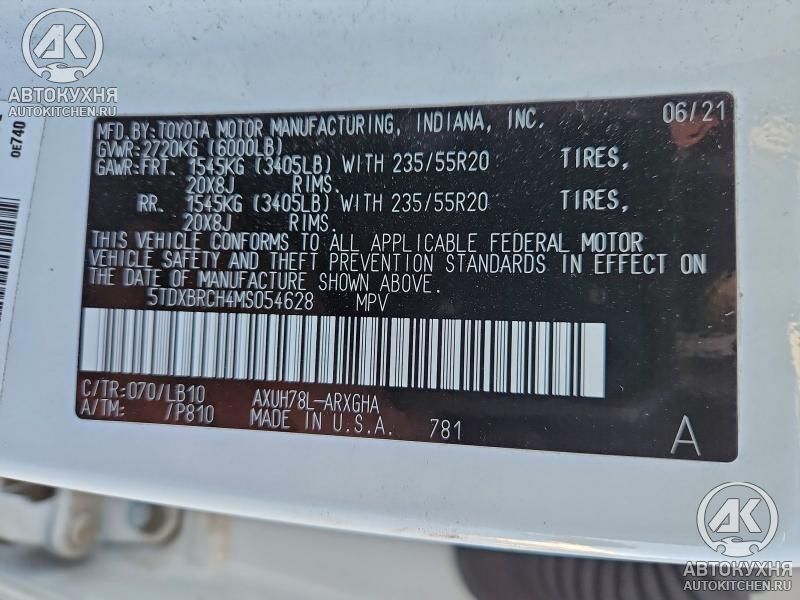 AK
АВТОКУХНЯ
AUTOKITCHEN.RU
0E740
MFD.BY:TOYOTA MOTOR MANUFACTURING, INDIANA, INC. 06/21
GVWR:2720KG (6000LB)
GAWR:FRT. 1545KG (3405LB) WITH 235/55R20 TIRES,
20X8J RIMS.
RR. 1545KG (3405LB) WITH 235/55R20 TIRES,
20X8J RIMS.
THIS VEHICLE CONFORMS TO ALL APPLICABLE FEDERAL MOTOR
VEHICLE SAFETY AND THEFT PREVENTION STANDARDS IN EFFECT ON
THE DATE OF MANUFACTURE SHOWN ABOVE.
5TDXBRCH4MS054628 MPV
C/TR:070/LB10 AXUH78L-ARXGHA
A/TM: /P810 MADE IN U.S.A. 781 A
AK
АВТОКУХНЯ
AUTOKITCHEN.RU